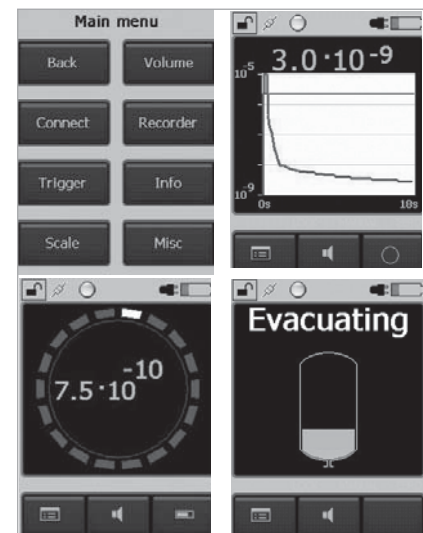 Main menu
Back
Volume
Connect
Recorder
Trigger
Info
Scale
Misc
3.0·10⁻⁹
10⁻⁵
10⁻⁹
0s
10s
7.5·10⁻¹⁰
Evacuating